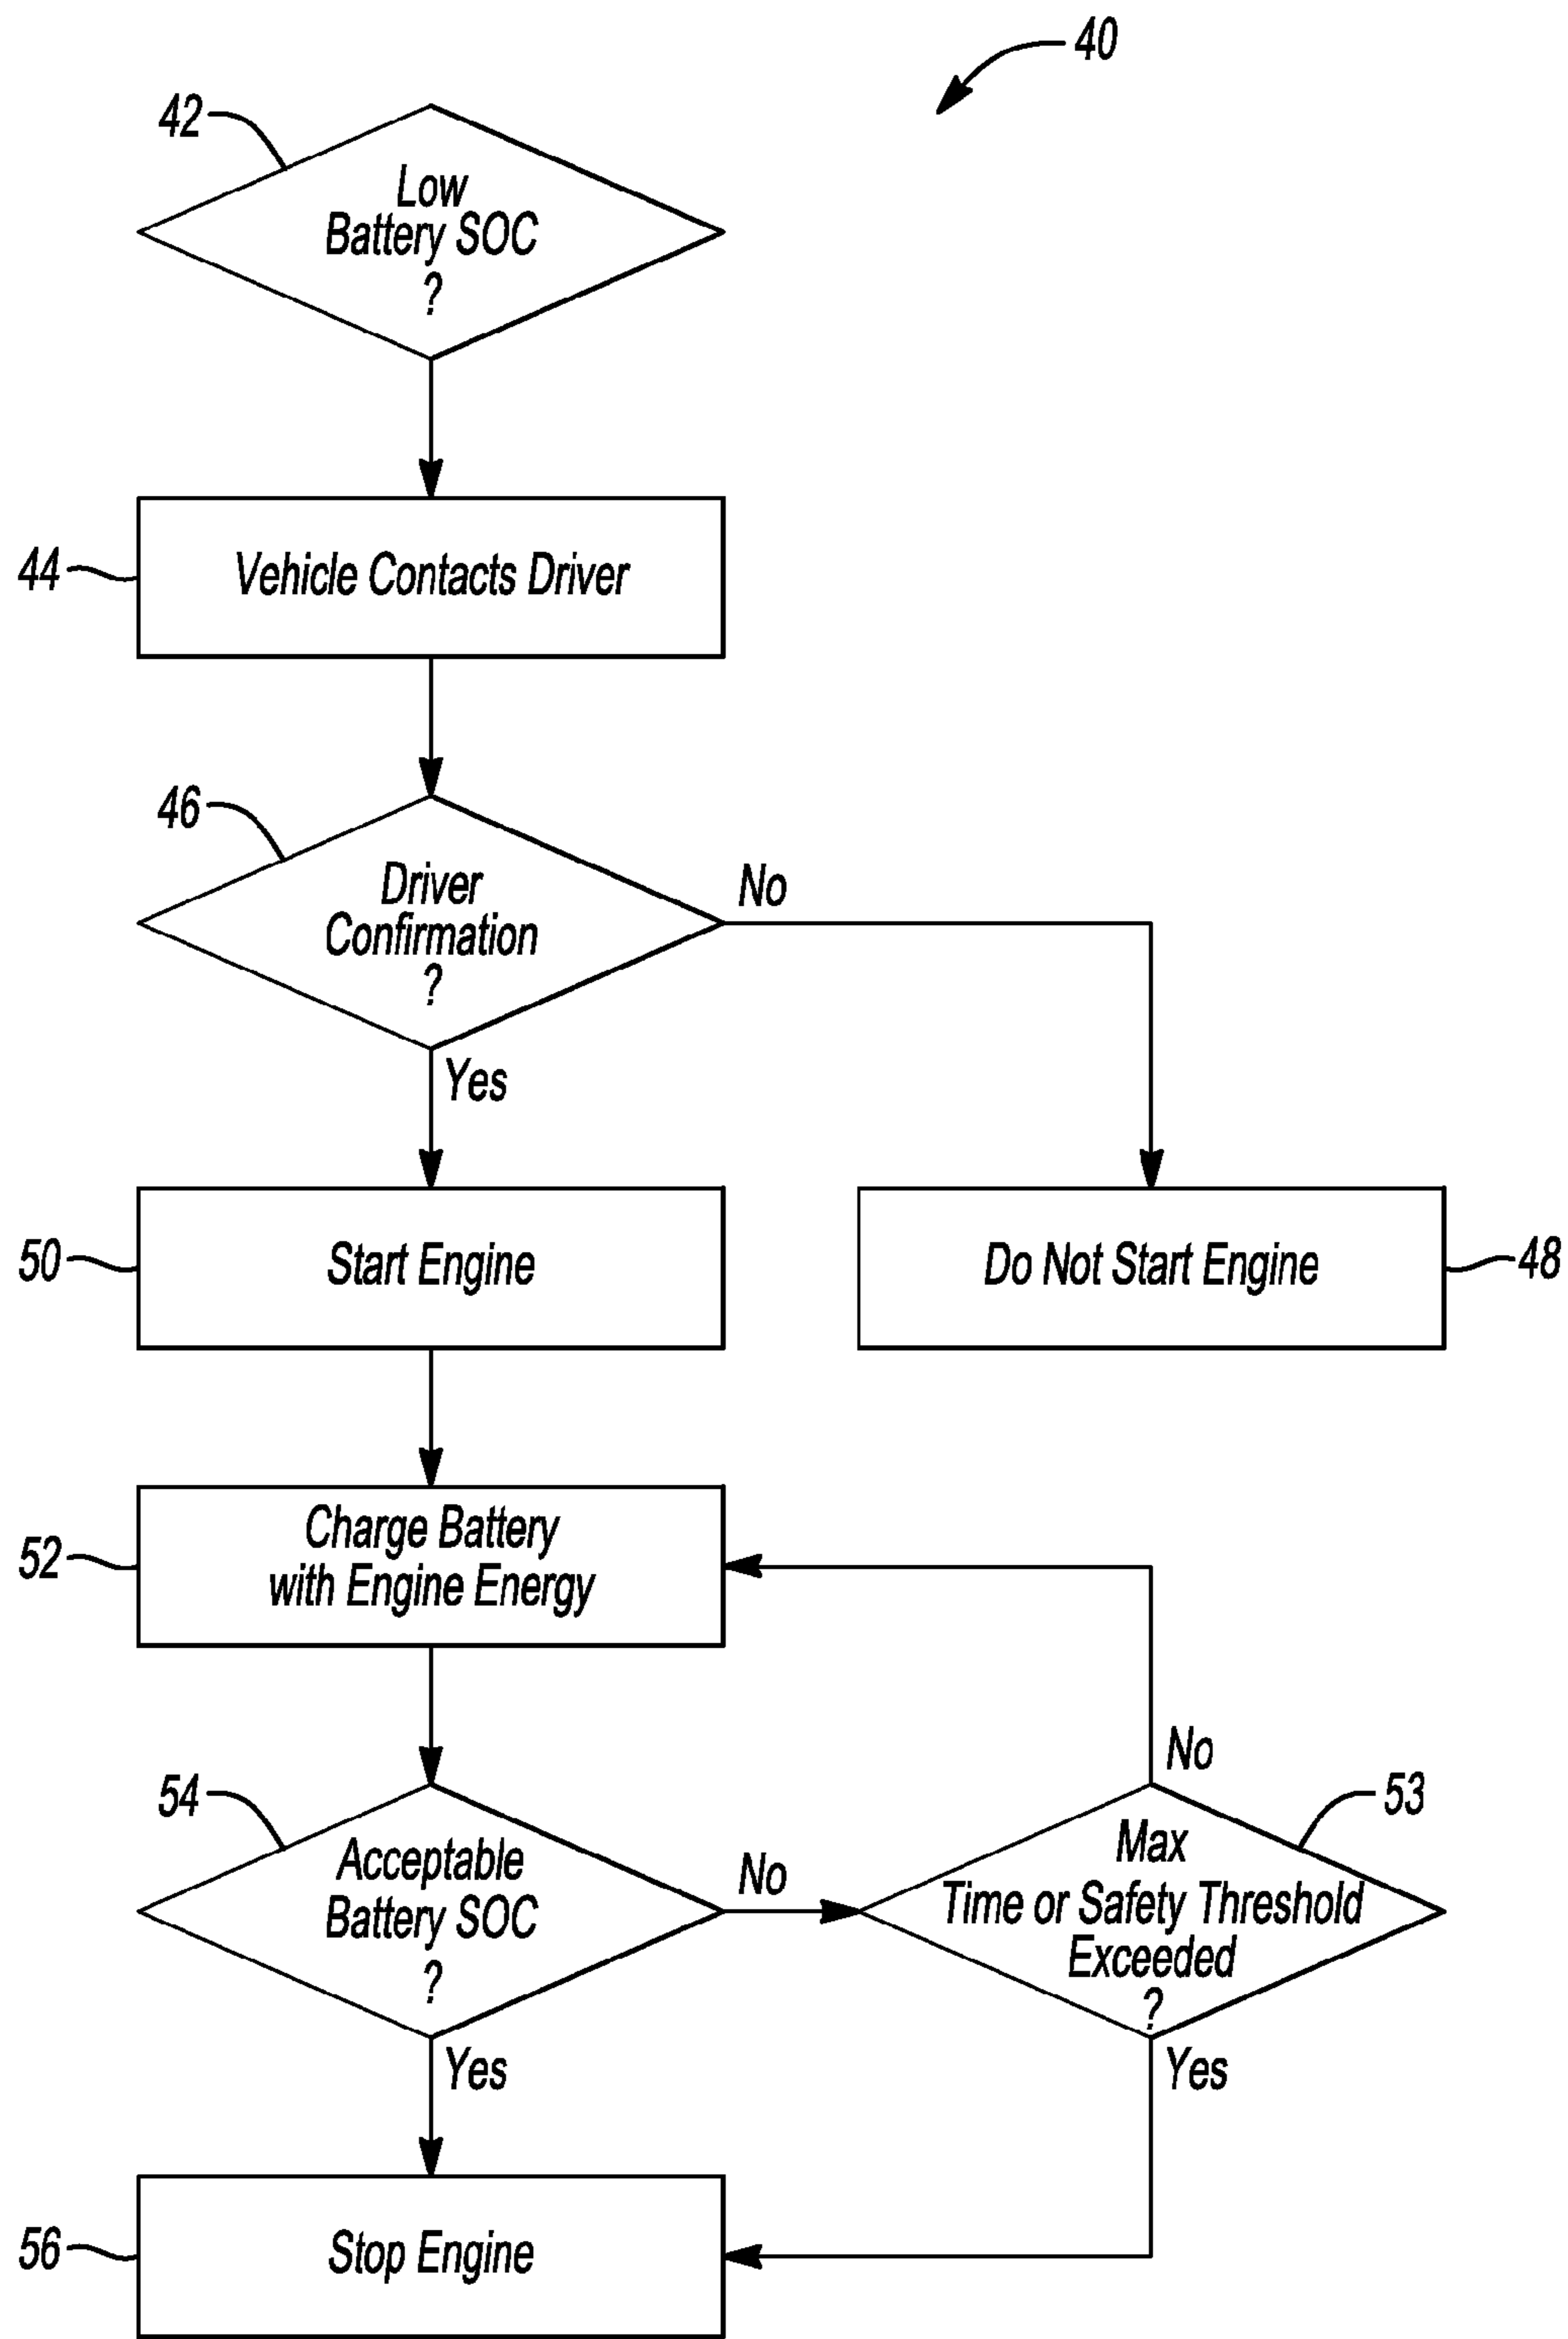 40
42
Low
Battery SOC
?
44
Vehicle Contacts Driver
46
Driver
Confirmation
?
No
Yes
50
Start Engine
Do Not Start Engine
48
52
Charge Battery
with Engine Energy
No
54
Acceptable
Battery SOC
?
No
53
Max
Time or Safety Threshold
Exceeded
?
Yes
Yes
56
Stop Engine